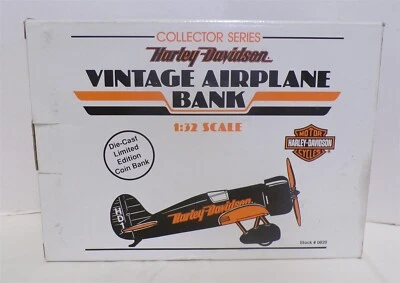 COLLECTOR SERIES
Harley-Davidson
VINTAGE AIRPLANE
BANK
1:32 SCALE
Die-Cast
Limited
Edition
Coin Bank
MOTOR
HARLEY-DAVIDSON
CYCLES
Harley-Davidson
HD1